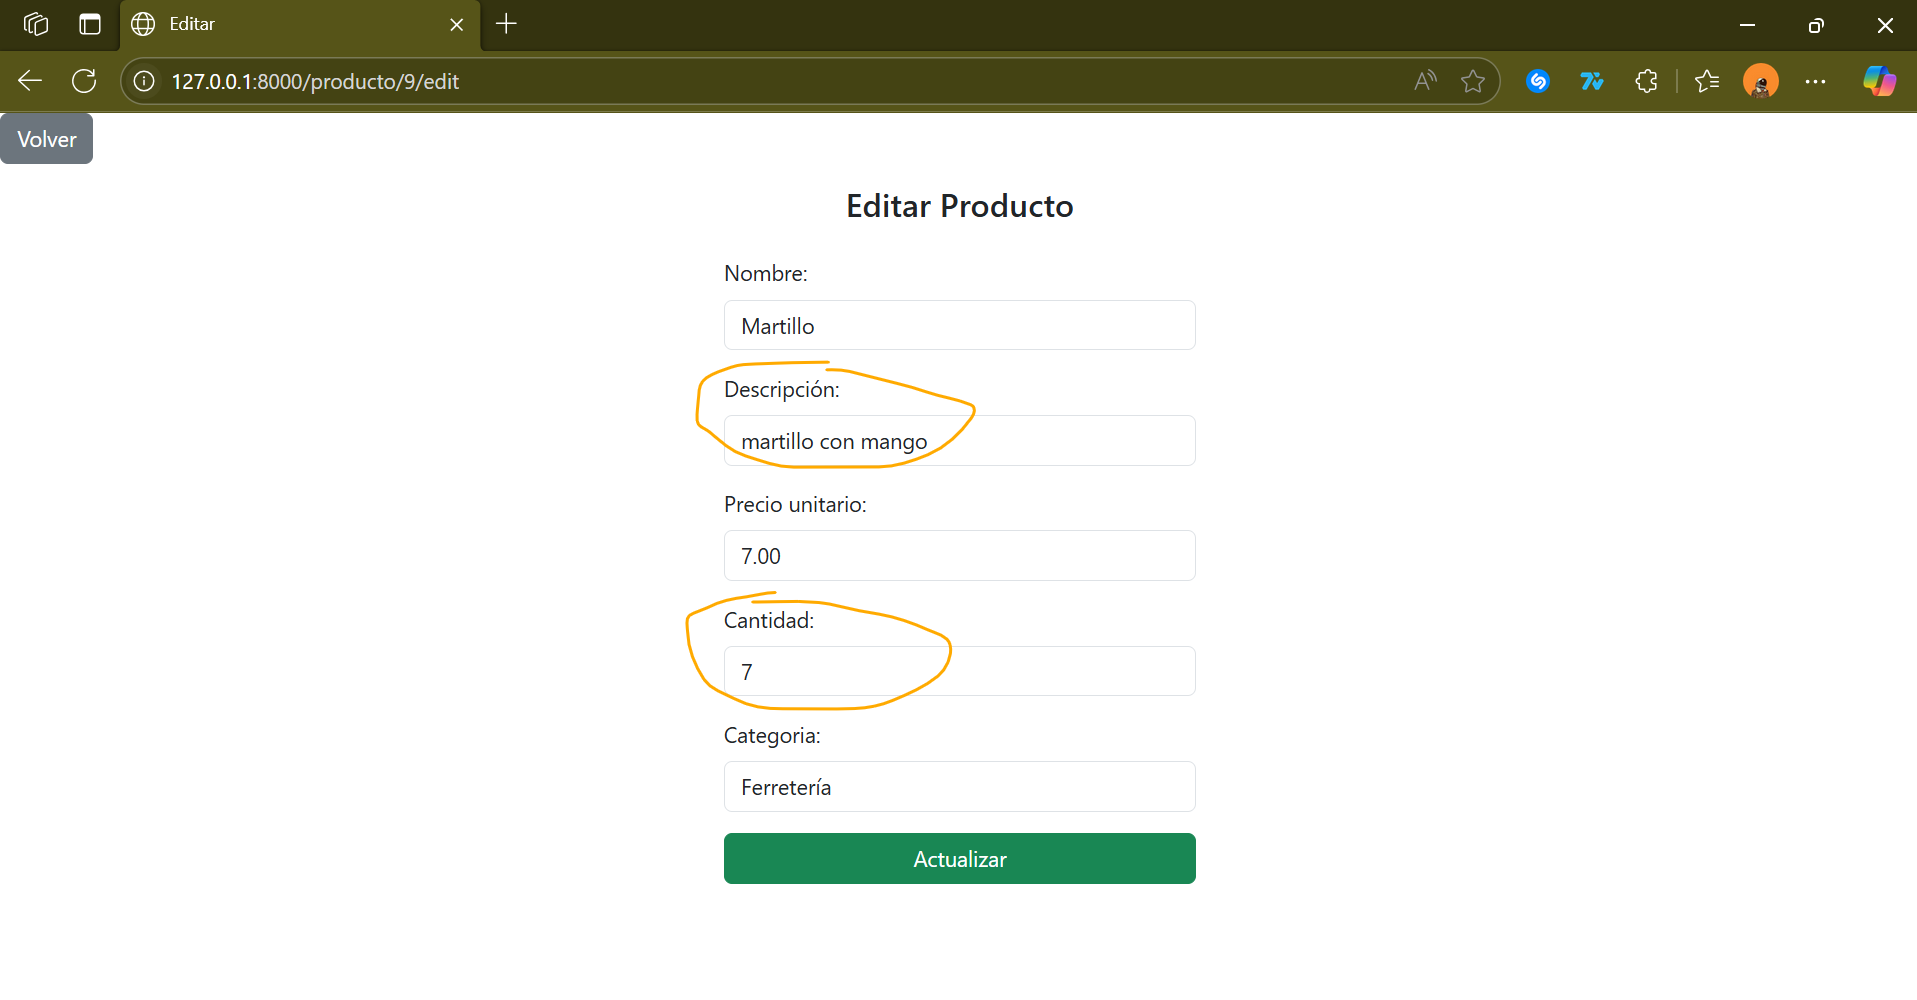 Editar
127.0.0.1:8000/producto/9/edit
Volver
Editar Producto
Nombre:
Martillo
Descripción:
martillo con mango
Precio unitario:
7.00
Cantidad:
7
Categoria:
Ferretería
Actualizar